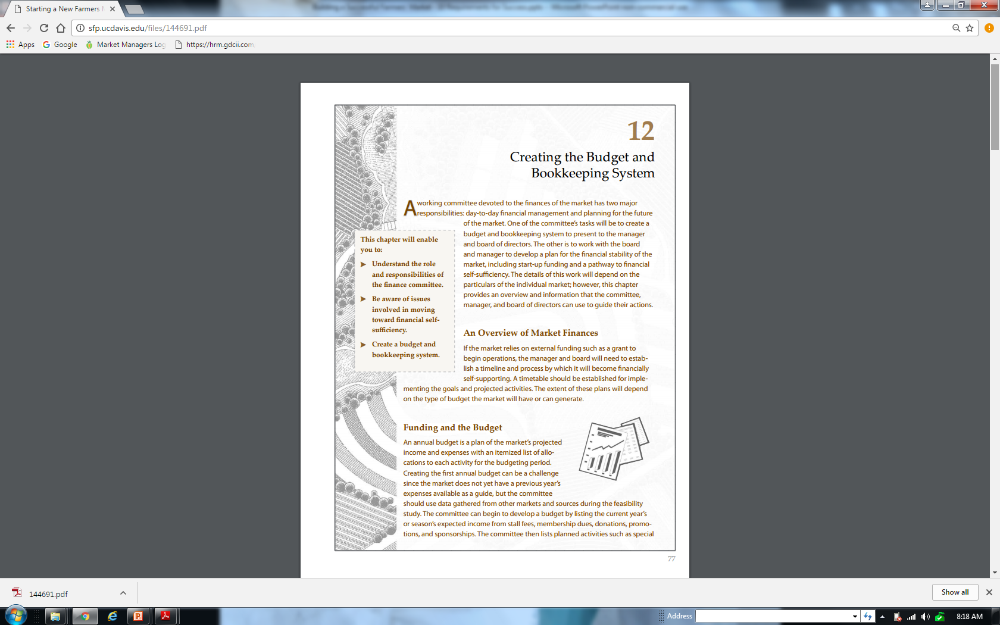 Starting a New Farmers
sfp.ucdavis.edu/files/144691.pdf
Apps Google Market Managers Log https://hrm.gdcii.com
12
Creating the Budget and
Bookkeeping System
A working committee devoted to the finances of the market has two major
responsibilities: day-to-day financial management and planning for the future
of the market. One of the committee's tasks will be to create a
budget and bookkeeping system to present to the manager
and board of directors. The other is to work with the board
and manager to develop a plan for the financial stability of the
market, including start-up funding and a pathway to financial
self-sufficiency. The details of this work will depend on the
particulars of the individual market; however, this chapter
provides an overview and information that the committee,
manager, and board of directors can use to guide their actions.
This chapter will enable
you to:
➤ Understand the role
and responsibilities of
the finance committee.
➤ Be aware of issues
involved in moving
toward financial self-
sufficiency.
➤ Create a budget and
bookkeeping system.
An Overview of Market Finances
If the market relies on external funding such as a grant to
begin operations, the manager and board will need to estab-
lish a timeline and process by which it will become financially
self-supporting. A timetable should be established for imple-
menting the goals and projected activities. The extent of these plans will depend
on the type of budget the market will have or can generate.
Funding and the Budget
An annual budget is a plan of the market's projected
income and expenses with an itemized list of allo-
cations to each activity for the budgeting period.
Creating the first annual budget can be a challenge
since the market does not yet have a previous year's
expenses available as a guide, but the committee
should use data gathered from other markets and sources during the feasibility
study. The committee can begin to develop a budget by listing the current year's
or season's expected income from stall fees, membership dues, donations, promo-
tions, and sponsorships. The committee then lists planned activities such as special
77
144691.pdf
Show all
Address
8:18 AM